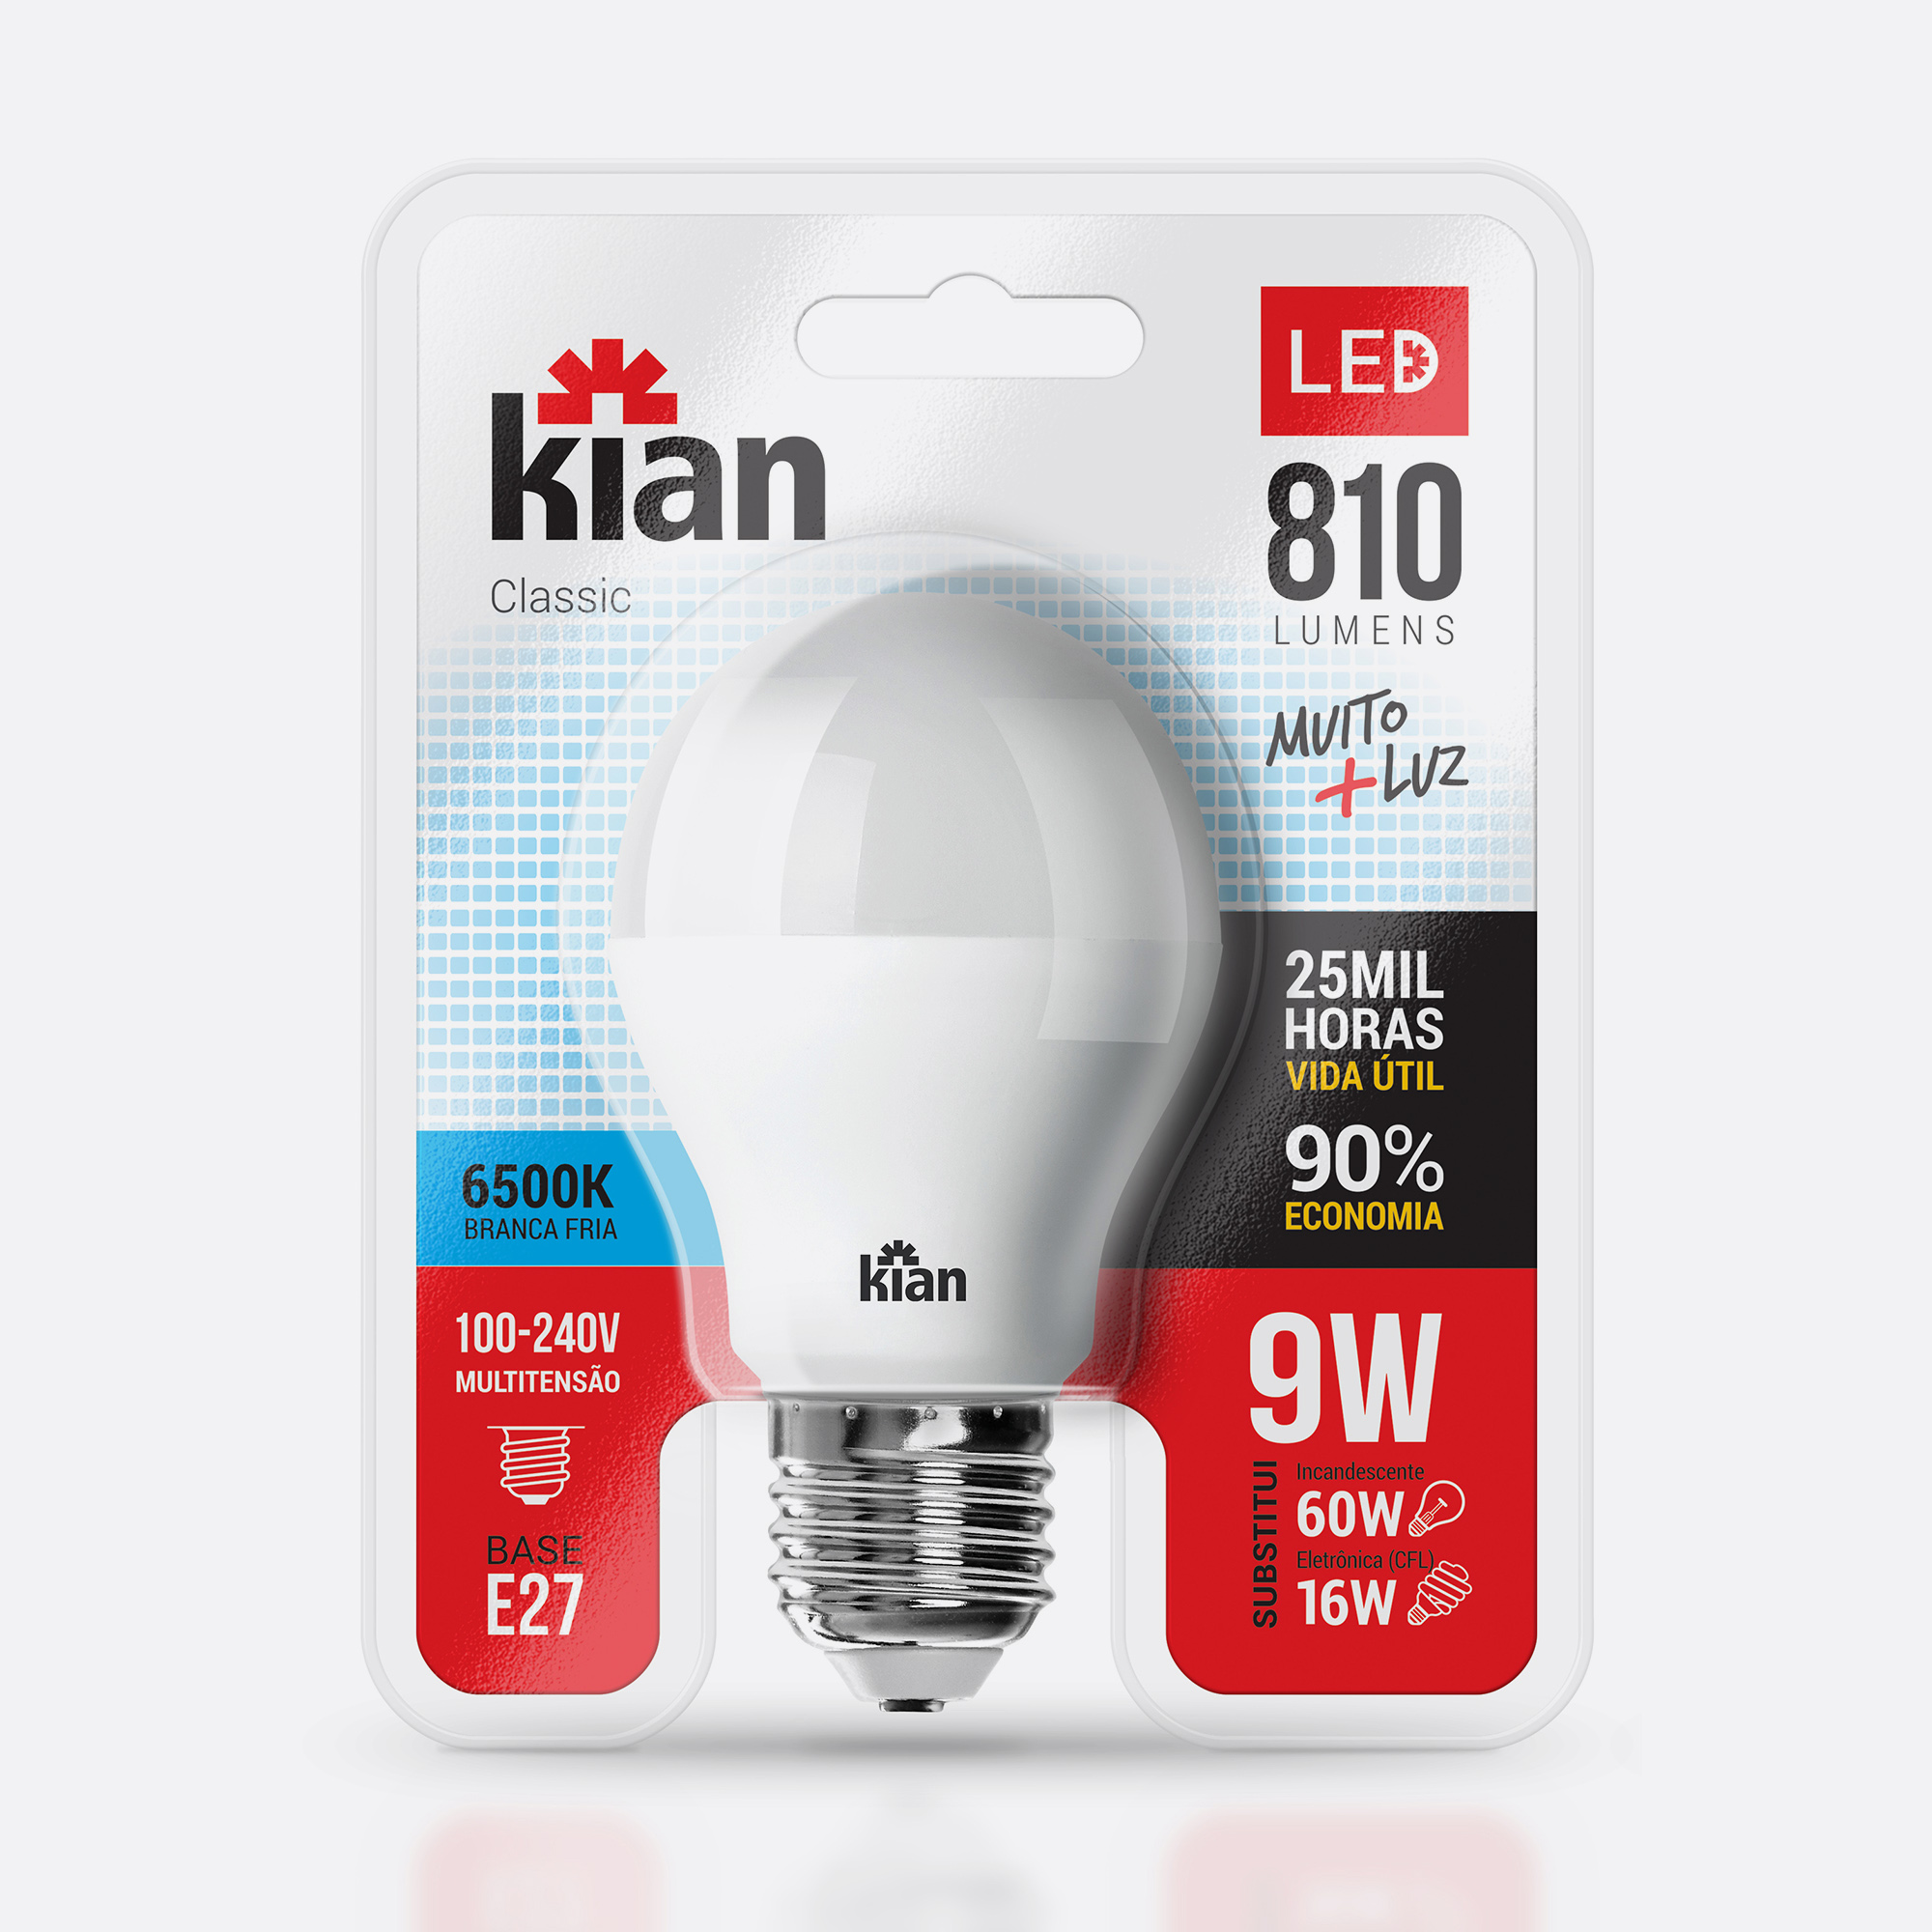 kian
Classic
LED
810
LUMENS
MUITO
+ LUZ
25MIL
HORAS
VIDA ÚTIL
90%
ECONOMIA
6500K
BRANCA FRIA
100-240V
MULTITENSÃO
BASE
E27
kian
9W
SUBSTITUI
Incandescente
60W
Eletrônica (CFL)
16W